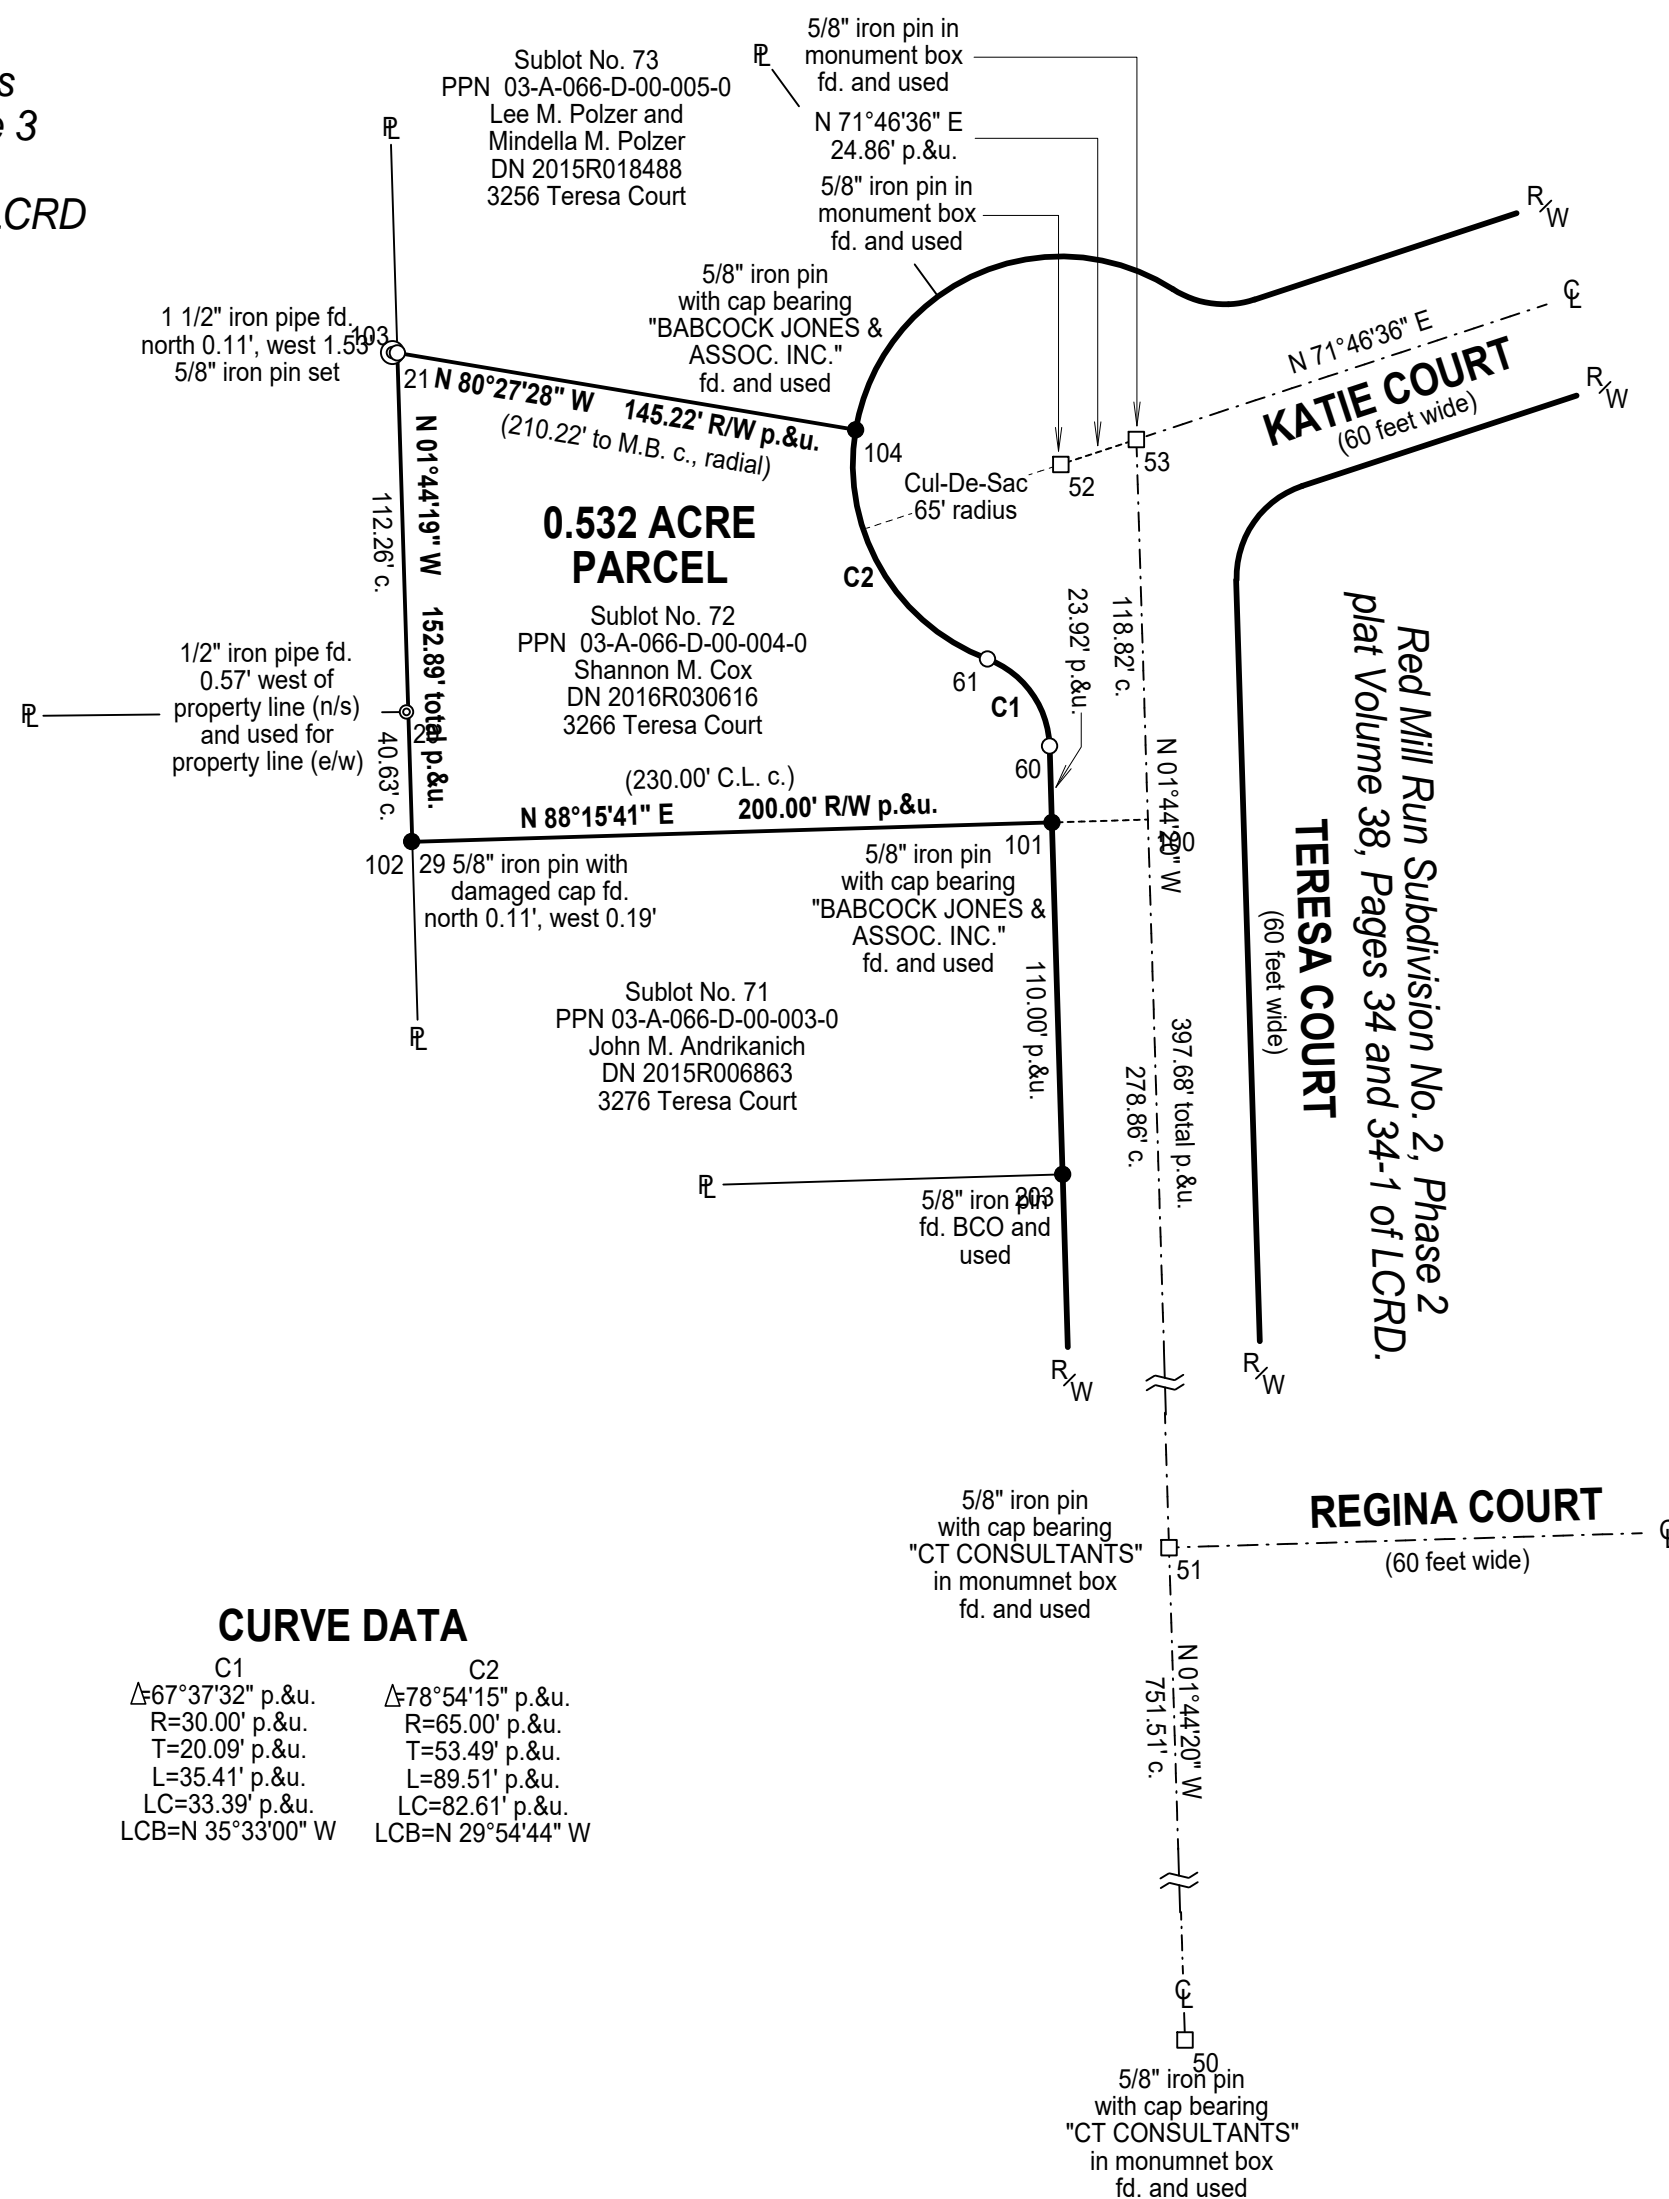 s
e 3
CRD
Sublot No. 73
PPN 03-A-066-D-00-005-0
Lee M. Polzer and
Mindella M. Polzer
DN 2015R018488
3256 Teresa Court
PL
PL
5/8" iron pin in
monument box
fd. and used
N 71°46'36" E
24.86' p.&u.
5/8" iron pin in
monument box
fd. and used
5/8" iron pin
with cap bearing
"BABCOCK JONES &
ASSOC. INC."
fd. and used
R/W
CL
N 71°46'36" E
KATIE COURT
(60 feet wide)
R/W
1 1/2" iron pipe fd.
north 0.11', west 1.53'
5/8" iron pin set
103
21
N 80°27'28" W 145.22' R/W p.&u.
(210.22' to M.B. c., radial)
104
53
52
Cul-De-Sac
65' radius
N 01°44'19" W 152.89' total p.&u.
112.26' c.
0.532 ACRE
PARCEL
C2
Sublot No. 72
PPN 03-A-066-D-00-004-0
Shannon M. Cox
DN 2016R030616
3266 Teresa Court
23.92' p.&u.
118.82' c.
61
C1
60
1/2" iron pipe fd.
0.57' west of
property line (n/s)
and used for
property line (e/w)
PL
40.63' c.
(230.00' C.L. c.)
N 88°15'41" E 200.00' R/W p.&u.
N 01°44'20" W
100
101
102
29
5/8" iron pin with
damaged cap fd.
north 0.11', west 0.19'
5/8" iron pin
with cap bearing
"BABCOCK JONES &
ASSOC. INC."
fd. and used
PL
Sublot No. 71
PPN 03-A-066-D-00-003-0
John M. Andrikanich
DN 2015R006863
3276 Teresa Court
110.00' p.&u.
278.86' c.
397.68' total p.&u.
TERESA COURT
(60 feet wide)
Red Mill Run Subdivision No. 2, Phase 2
plat Volume 38, Pages 34 and 34-1 of LCRD.
PL
203
5/8" iron pin
fd. BCO and
used
R/W
R/W
5/8" iron pin
with cap bearing
"CT CONSULTANTS"
in monumnet box
fd. and used
51
REGINA COURT
(60 feet wide)
CL
N 01°44'20" W
751.51' c.
CURVE DATA
C1
Δ=67°37'32" p.&u.
R=30.00' p.&u.
T=20.09' p.&u.
L=35.41' p.&u.
LC=33.39' p.&u.
LCB=N 35°33'00" W
C2
Δ=78°54'15" p.&u.
R=65.00' p.&u.
T=53.49' p.&u.
L=89.51' p.&u.
LC=82.61' p.&u.
LCB=N 29°54'44" W
CL
50
5/8" iron pin
with cap bearing
"CT CONSULTANTS"
in monumnet box
fd. and used